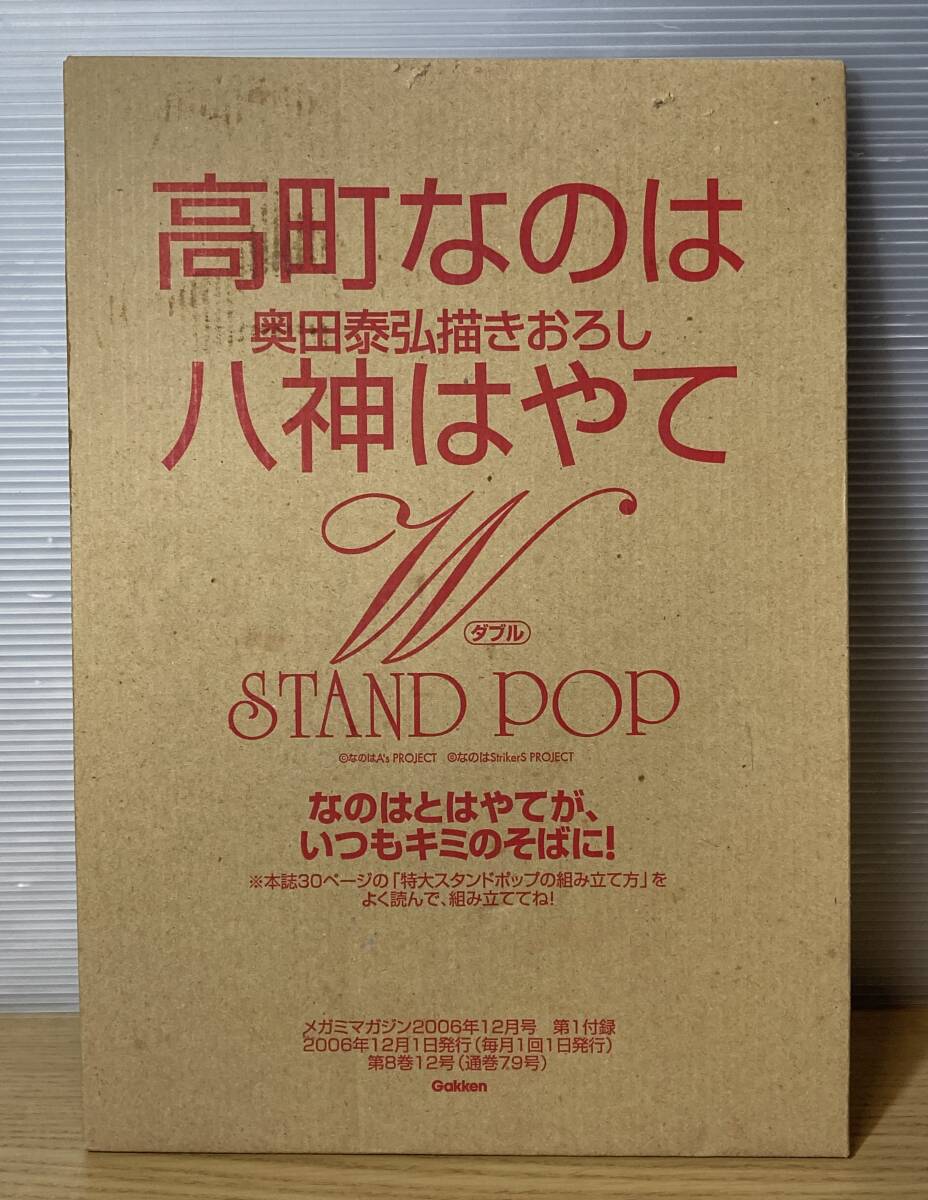 高町なのは
奥田泰弘描きおろし
八神はやて
W
ダブル
STAND POP
©なのはA's PROJECT ©なのはStrikerS PROJECT
なのはとはやてが、
いつもキミのそばに!
※本誌30ページの「特大スタンドポップの組み立て方」を
よく読んで、組み立ててね!
メガミマガジン2006年12月号 第1付録
2006年12月1日発行(毎月1回1日発行)
第8巻12号(通巻79号)
Gakken